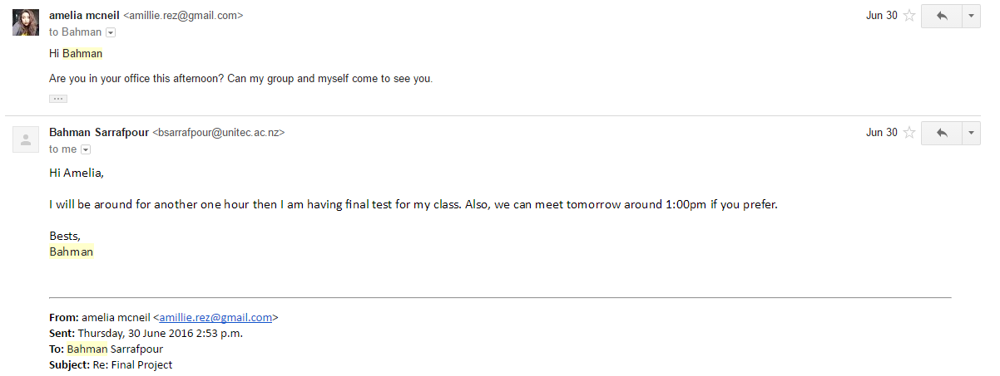 amelia mcneil <amillie.rez@gmail.com> Jun 30
to Bahman
Hi Bahman
Are you in your office this afternoon? Can my group and myself come to see you.
Bahman Sarrafpour <bsarrafpour@unitec.ac.nz> Jun 30
to me
Hi Amelia,
I will be around for another one hour then I am having final test for my class. Also, we can meet tomorrow around 1:00pm if you prefer.
Bests,
Bahman
From: amelia mcneil <amillie.rez@gmail.com>
Sent: Thursday, 30 June 2016 2:53 p.m.
To: Bahman Sarrafpour
Subject: Re: Final Project